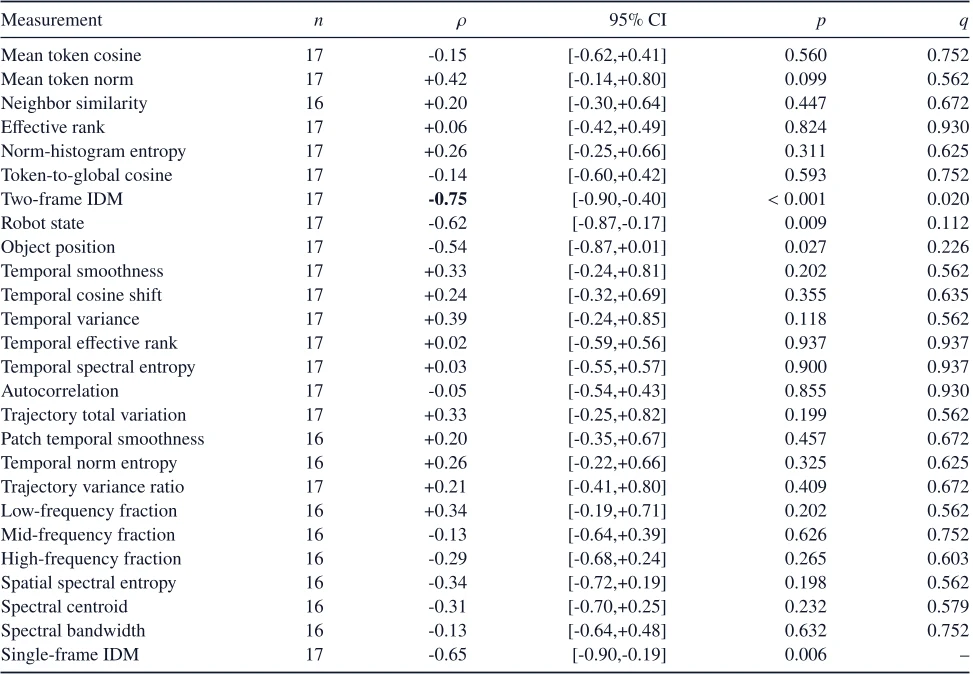 Measurement n ρ 95% CI p q
Mean token cosine 17 -0.15 [-0.62,+0.41] 0.560 0.752
Mean token norm 17 +0.42 [-0.14,+0.80] 0.099 0.562
Neighbor similarity 16 +0.20 [-0.30,+0.64] 0.447 0.672
Effective rank 17 +0.06 [-0.42,+0.49] 0.824 0.930
Norm-histogram entropy 17 +0.26 [-0.25,+0.66] 0.311 0.625
Token-to-global cosine 17 -0.14 [-0.60,+0.42] 0.593 0.752
Two-frame IDM 17 -0.75 [-0.90,-0.40] < 0.001 0.020
Robot state 17 -0.62 [-0.87,-0.17] 0.009 0.112
Object position 17 -0.54 [-0.87,+0.01] 0.027 0.226
Temporal smoothness 17 +0.33 [-0.24,+0.81] 0.202 0.562
Temporal cosine shift 17 +0.24 [-0.32,+0.69] 0.355 0.635
Temporal variance 17 +0.39 [-0.24,+0.85] 0.118 0.562
Temporal effective rank 17 +0.02 [-0.59,+0.56] 0.937 0.937
Temporal spectral entropy 17 +0.03 [-0.55,+0.57] 0.900 0.937
Autocorrelation 17 -0.05 [-0.54,+0.43] 0.855 0.930
Trajectory total variation 17 +0.33 [-0.25,+0.82] 0.199 0.562
Patch temporal smoothness 16 +0.20 [-0.35,+0.67] 0.457 0.672
Temporal norm entropy 16 +0.26 [-0.22,+0.66] 0.325 0.625
Trajectory variance ratio 17 +0.21 [-0.41,+0.80] 0.409 0.672
Low-frequency fraction 16 +0.34 [-0.19,+0.71] 0.202 0.562
Mid-frequency fraction 16 -0.13 [-0.64,+0.39] 0.626 0.752
High-frequency fraction 16 -0.29 [-0.68,+0.24] 0.265 0.603
Spatial spectral entropy 16 -0.34 [-0.72,+0.19] 0.198 0.562
Spectral centroid 16 -0.31 [-0.70,+0.25] 0.232 0.579
Spectral bandwidth 16 -0.13 [-0.64,+0.48] 0.632 0.752
Single-frame IDM 17 -0.65 [-0.90,-0.19] 0.006 –